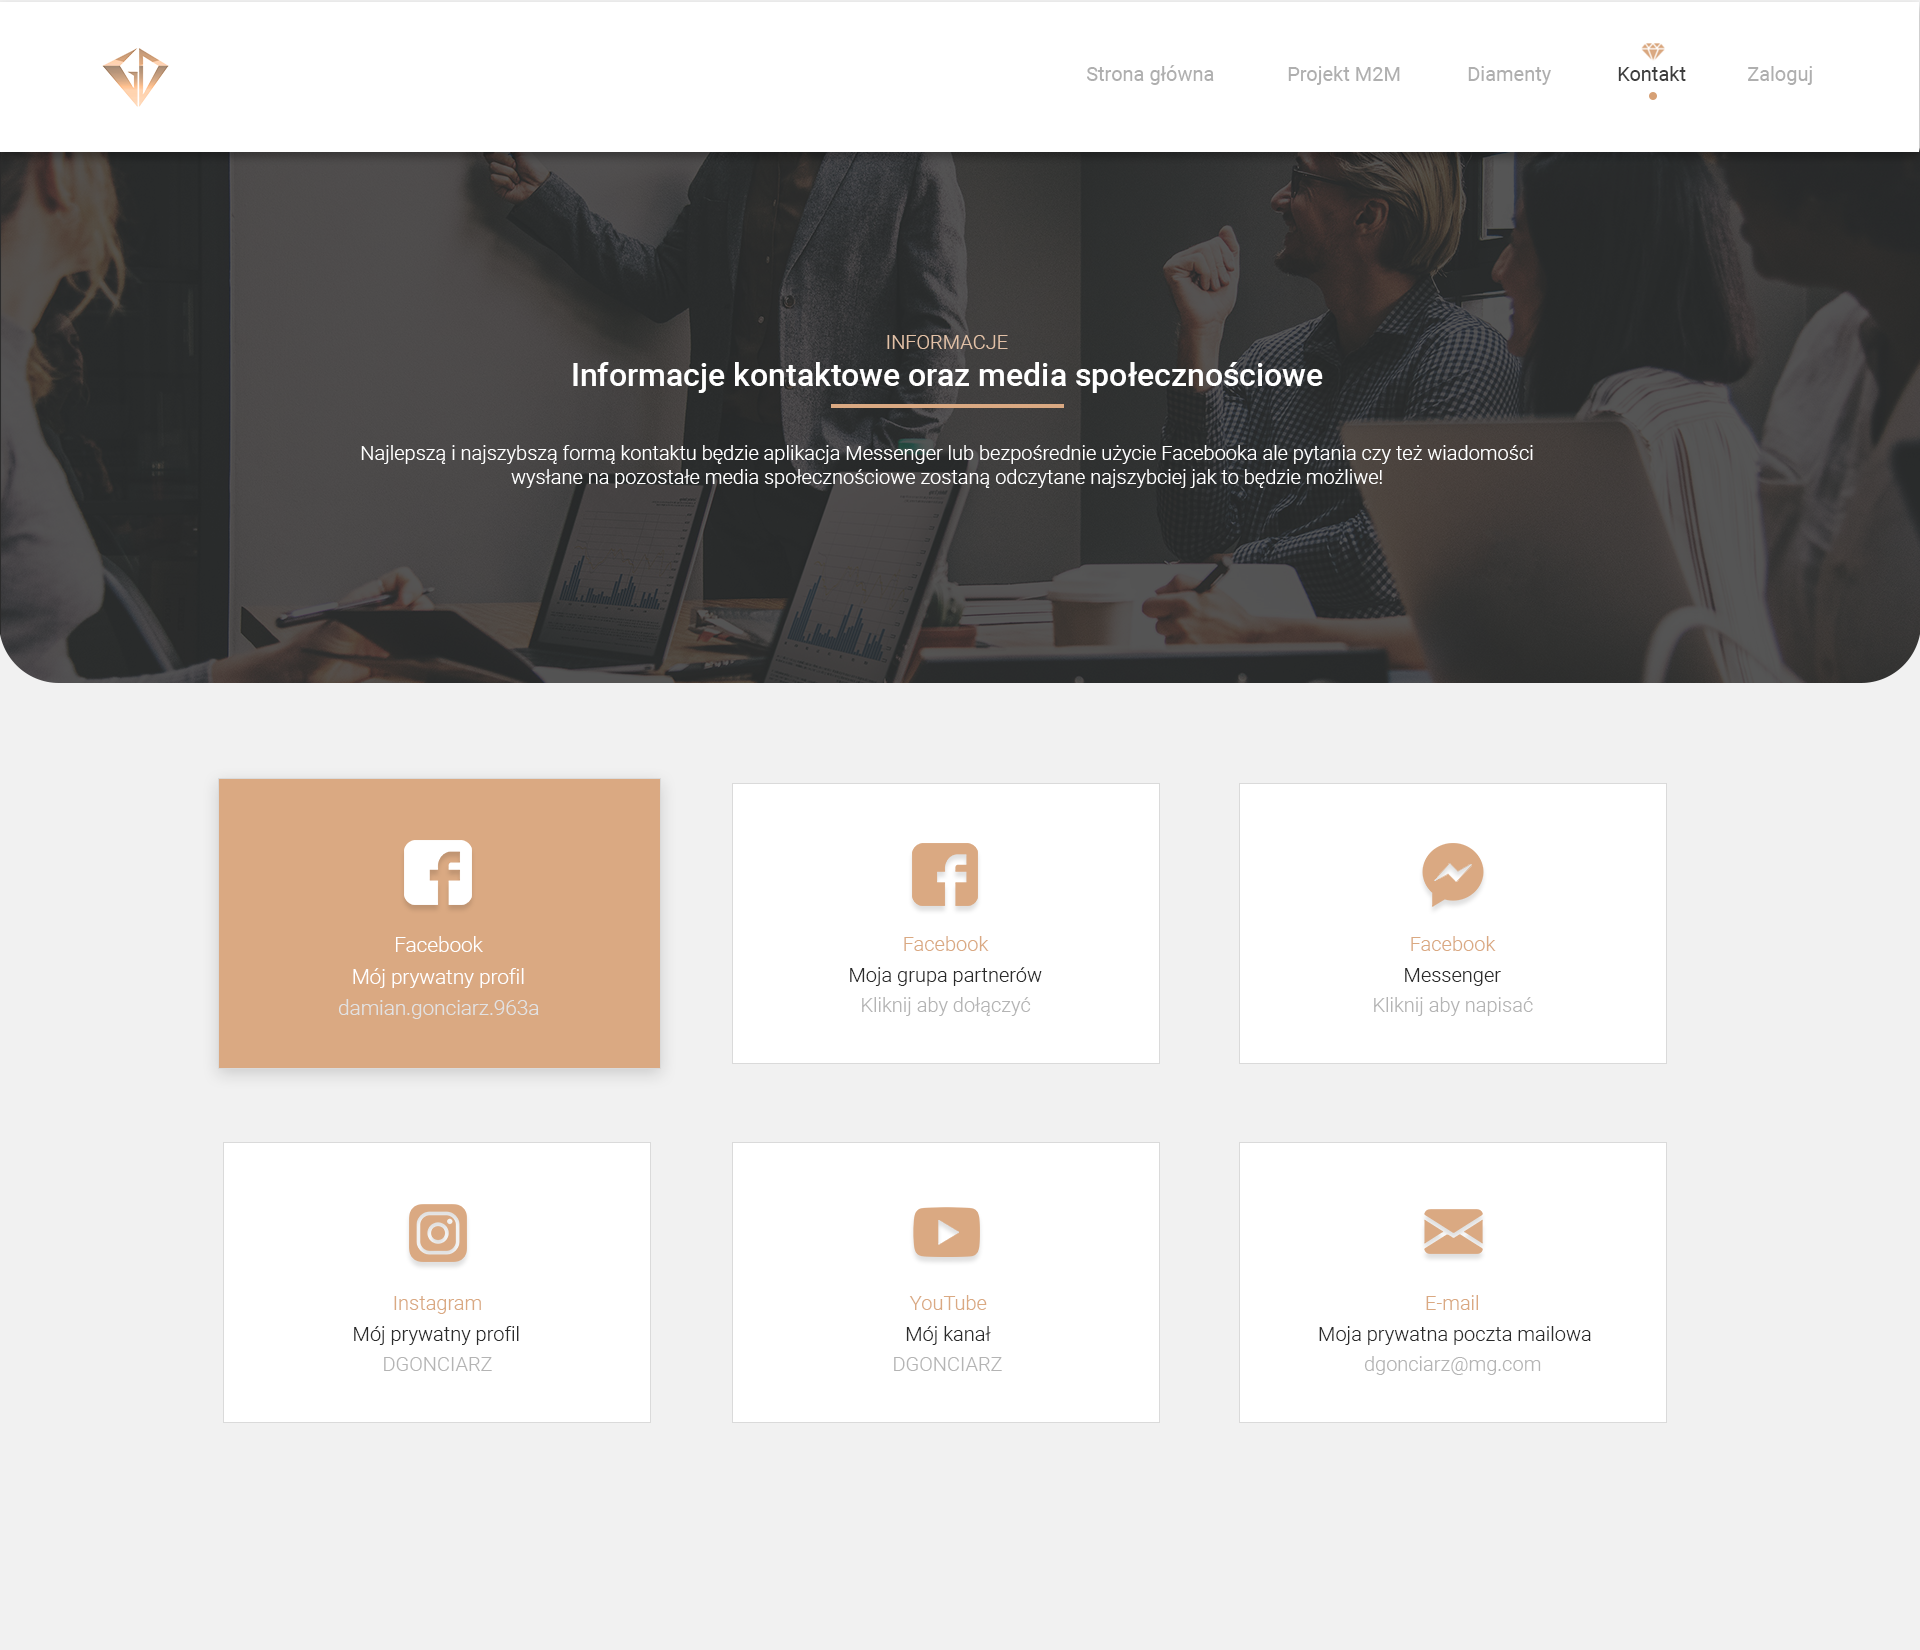 Strona główna
Projekt M2M
Diamenty
Kontakt
Zaloguj
INFORMACJE
Informacje kontaktowe oraz media społecznościowe
Najlepszą i najszybszą formą kontaktu będzie aplikacja Messenger lub bezpośrednie użycie Facebooka ale pytania czy też wiadomości
wysłane na pozostałe media społecznościowe zostaną odczytane najszybciej jak to będzie możliwe!
Facebook
Mój prywatny profil
damian.gonciarz.963a
Facebook
Moja grupa partnerów
Kliknij aby dołączyć
Facebook
Messenger
Kliknij aby napisać
Instagram
Mój prywatny profil
DGONCIARZ
YouTube
Mój kanał
DGONCIARZ
E-mail
Moja prywatna poczta mailowa
dgonciarz@mg.com